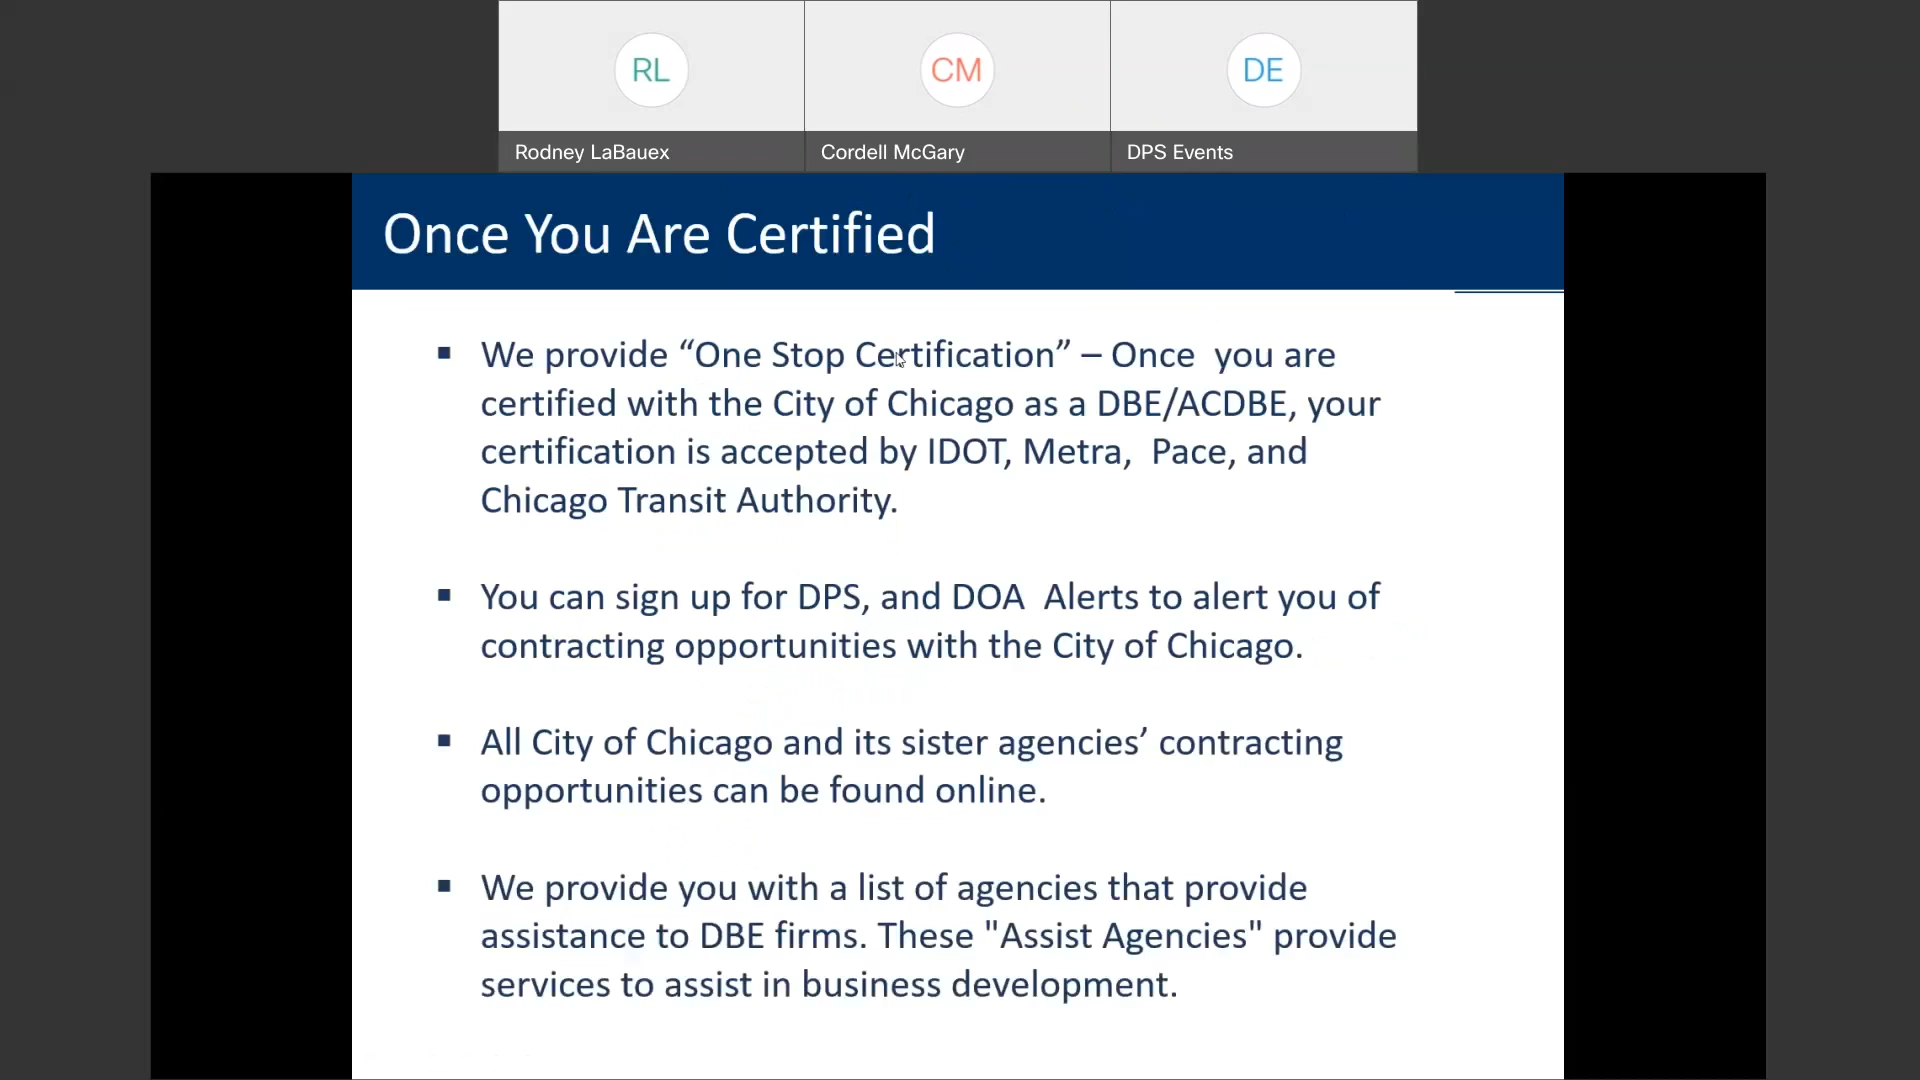 RL
CM
DE
Rodney LaBauex
Cordell McGary
DPS Events
Once You Are Certified
▪ We provide “One Stop Certification” – Once you are
certified with the City of Chicago as a DBE/ACDBE, your
certification is accepted by IDOT, Metra, Pace, and
Chicago Transit Authority.
▪ You can sign up for DPS, and DOA Alerts to alert you of
contracting opportunities with the City of Chicago.
▪ All City of Chicago and its sister agencies’ contracting
opportunities can be found online.
▪ We provide you with a list of agencies that provide
assistance to DBE firms. These "Assist Agencies" provide
services to assist in business development.